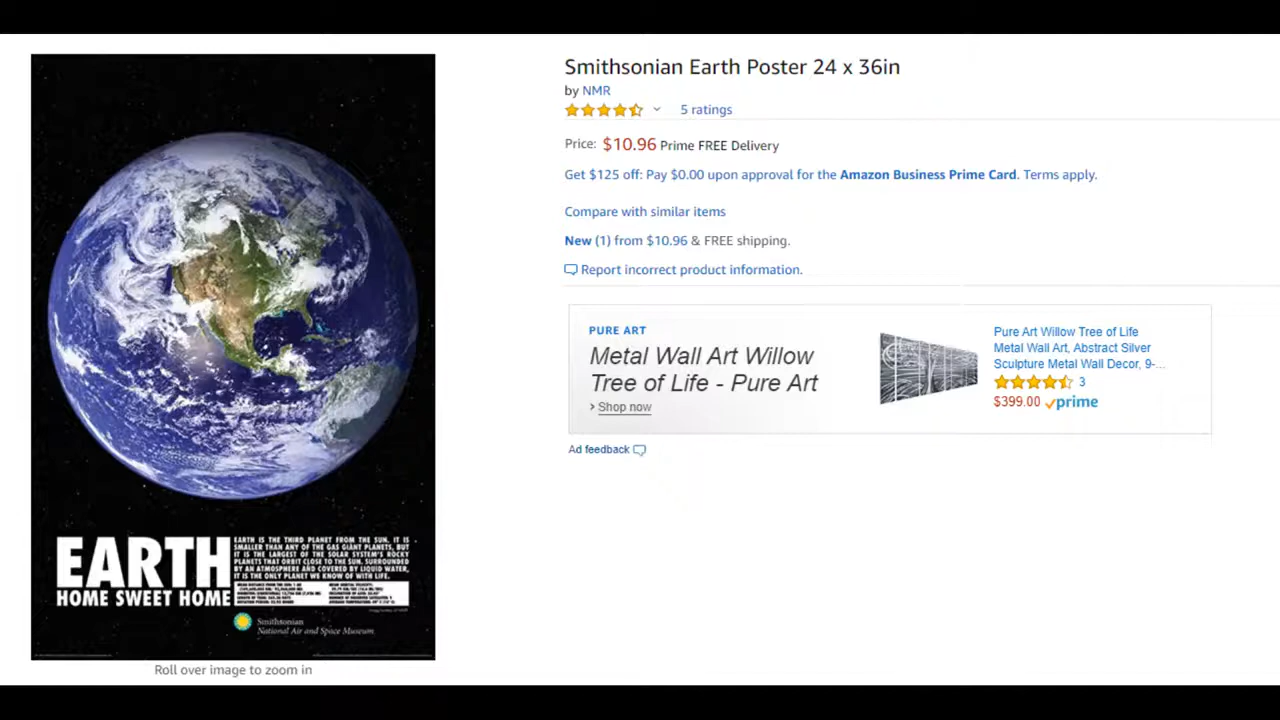 Smithsonian Earth Poster 24 x 36in
by NMR
5 ratings
Price: $10.96 Prime FREE Delivery
Get $125 off: Pay $0.00 upon approval for the Amazon Business Prime Card. Terms apply.
Compare with similar items
New (1) from $10.96 & FREE shipping.
Report incorrect product information.
PURE ART
Metal Wall Art Willow
Tree of Life - Pure Art
› Shop now
Pure Art Willow Tree of Life
Metal Wall Art, Abstract Silver
Sculpture Metal Wall Decor, 9-...
3
$399.00 prime
Ad feedback
EARTH
HOME SWEET HOME
EARTH IS THE THIRD PLANET FROM THE SUN. IT IS
SMALLER THAN ANY OF THE GAS GIANT PLANETS, BUT
IT IS THE LARGEST OF THE SOLAR SYSTEM'S ROCKY
PLANETS THAT ORBIT CLOSE TO THE SUN. SURROUNDED
BY AN ATMOSPHERE AND COVERED BY LIQUID WATER,
IT IS THE ONLY PLANET WE KNOW OF WITH LIFE.
Smithsonian
National Air and Space Museum
Roll over image to zoom in